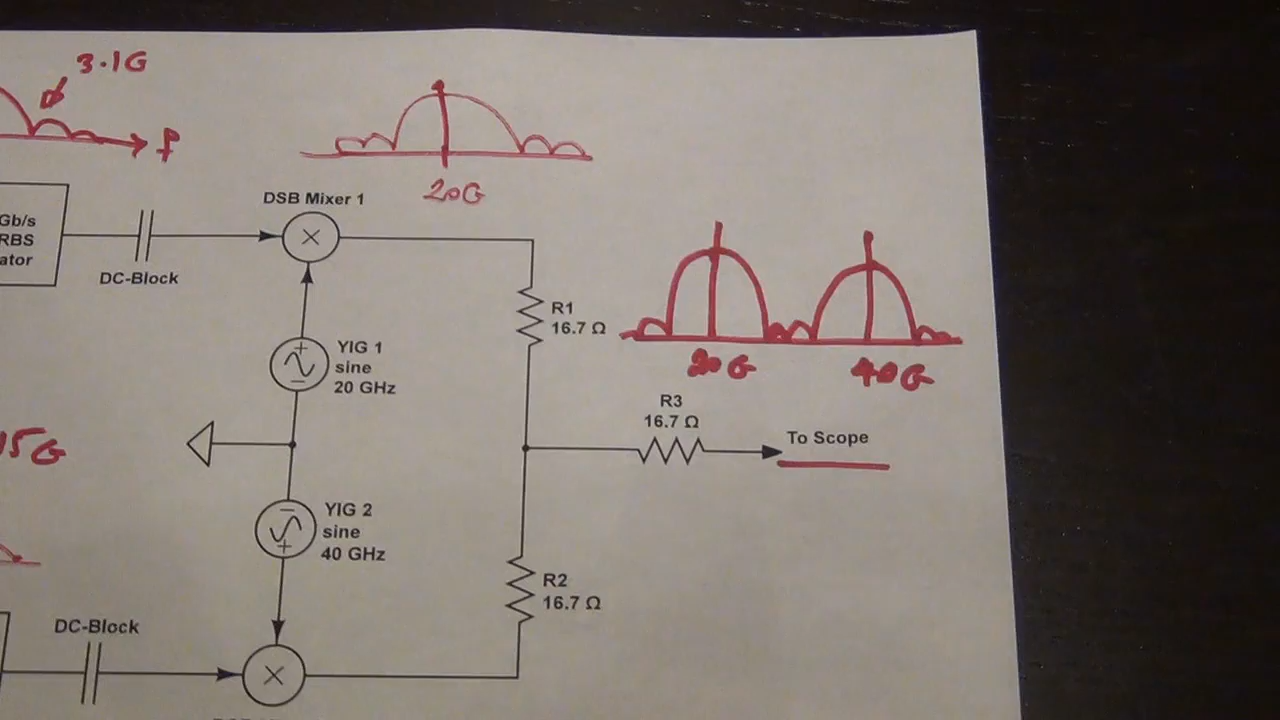 3.1G
f
20G
DSB Mixer 1
Gb/s
RBS
ator
DC-Block
R1
16.7 Ω
YIG 1
sine
20 GHz
20G
40G
R3
16.7 Ω
To Scope
15G
YIG 2
sine
40 GHz
R2
16.7 Ω
DC-Block